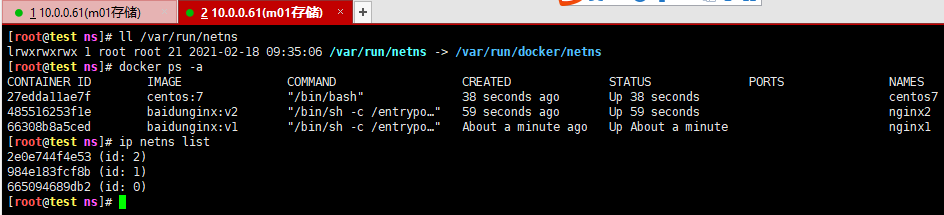 1 10.0.0.61(m01存储) × 2 10.0.0.61(m01存储) × +
[root@test ns]# ll /var/run/netns
lrwxrwxrwx 1 root root 21 2021-02-18 09:35:06 /var/run/netns -> /var/run/docker/netns
[root@test ns]# docker ps -a
CONTAINER ID IMAGE COMMAND CREATED STATUS PORTS NAMES
27edda11ae7f centos:7 "/bin/bash" 38 seconds ago Up 38 seconds centos7
485516253f1e baidunginx:v2 "/bin/sh -c /entrypo…" 59 seconds ago Up 59 seconds nginx2
66308b8a5ced baidunginx:v1 "/bin/sh -c /entrypo…" About a minute ago Up About a minute nginx1
[root@test ns]# ip netns list
2e0e744f4e53 (id: 2)
984e183fcf8b (id: 1)
665094689db2 (id: 0)
[root@test ns]#